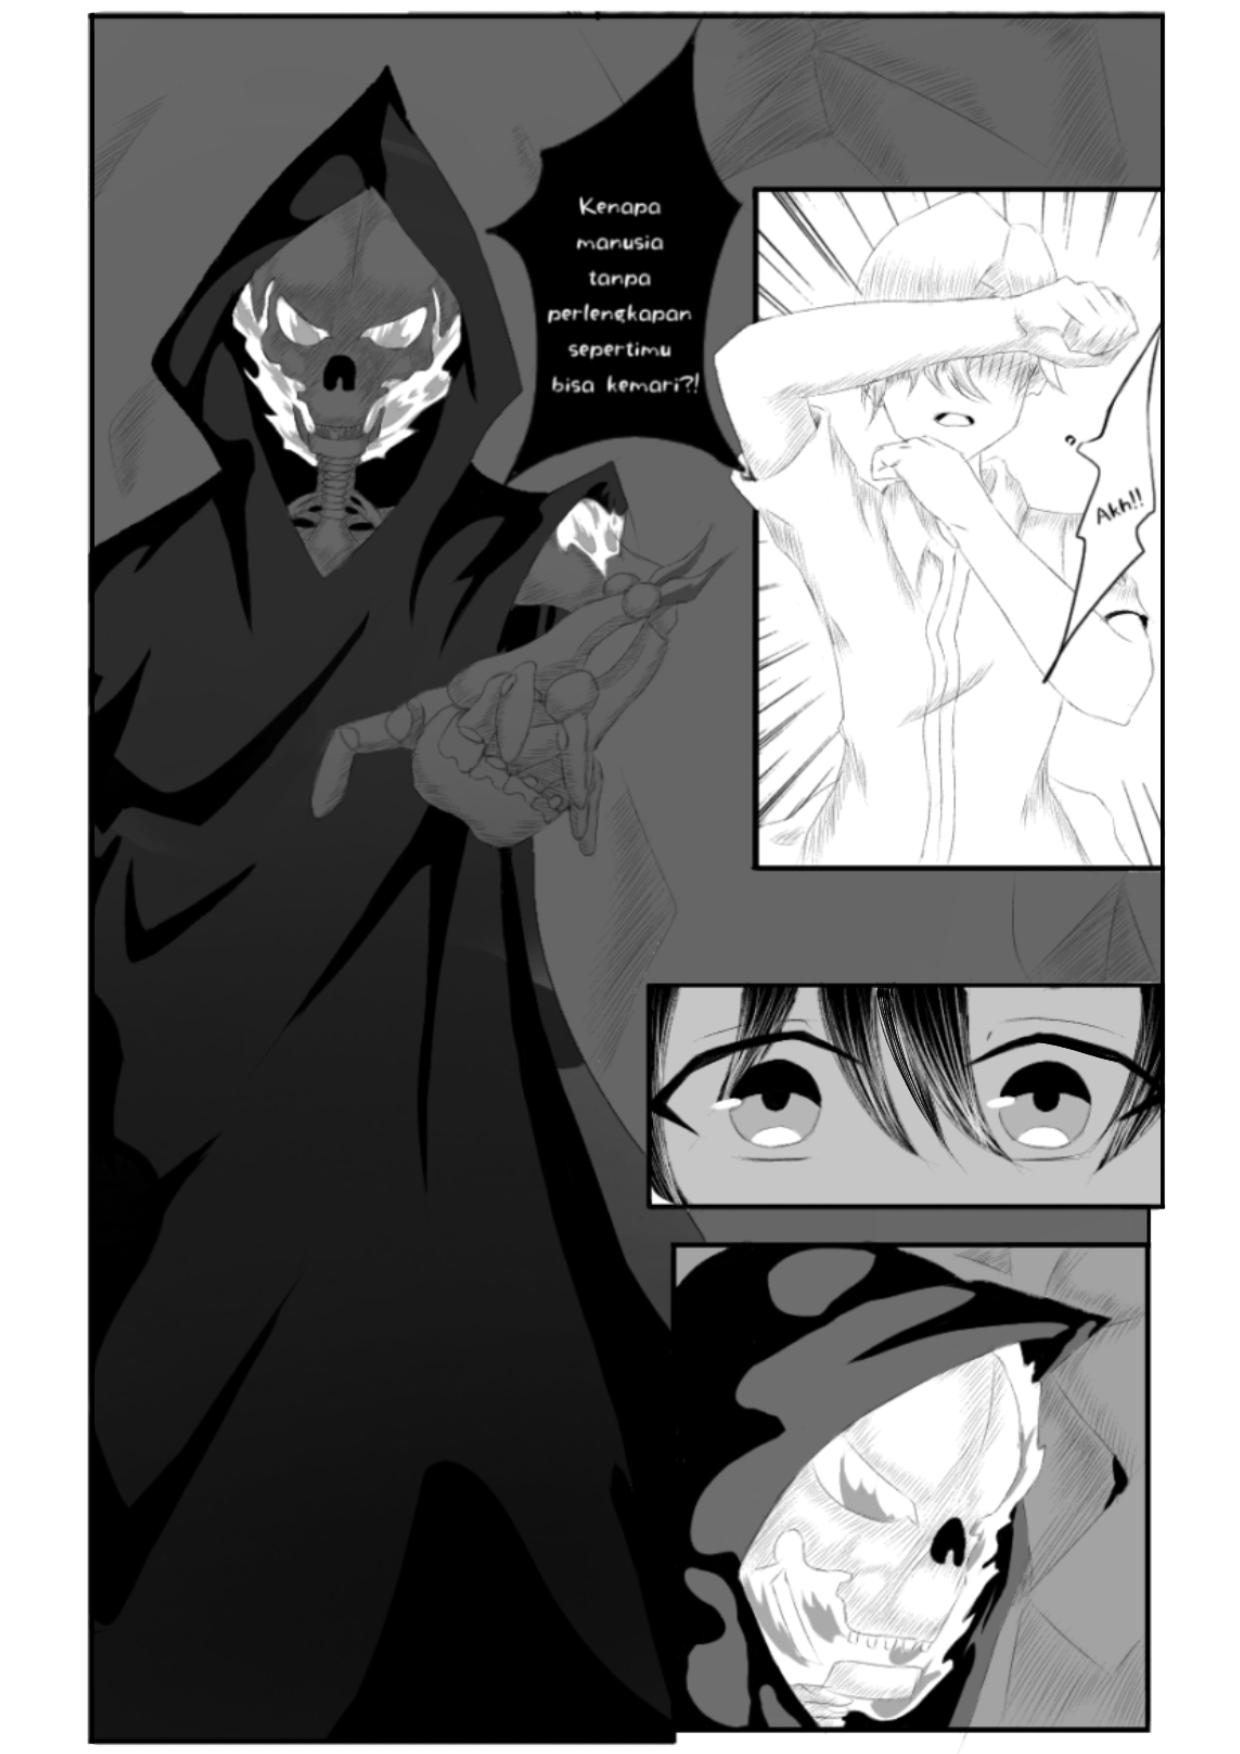 Kenapa
manusia
tanpa
perlengkapan
sepertimu
bisa kemari?!
Akh!!